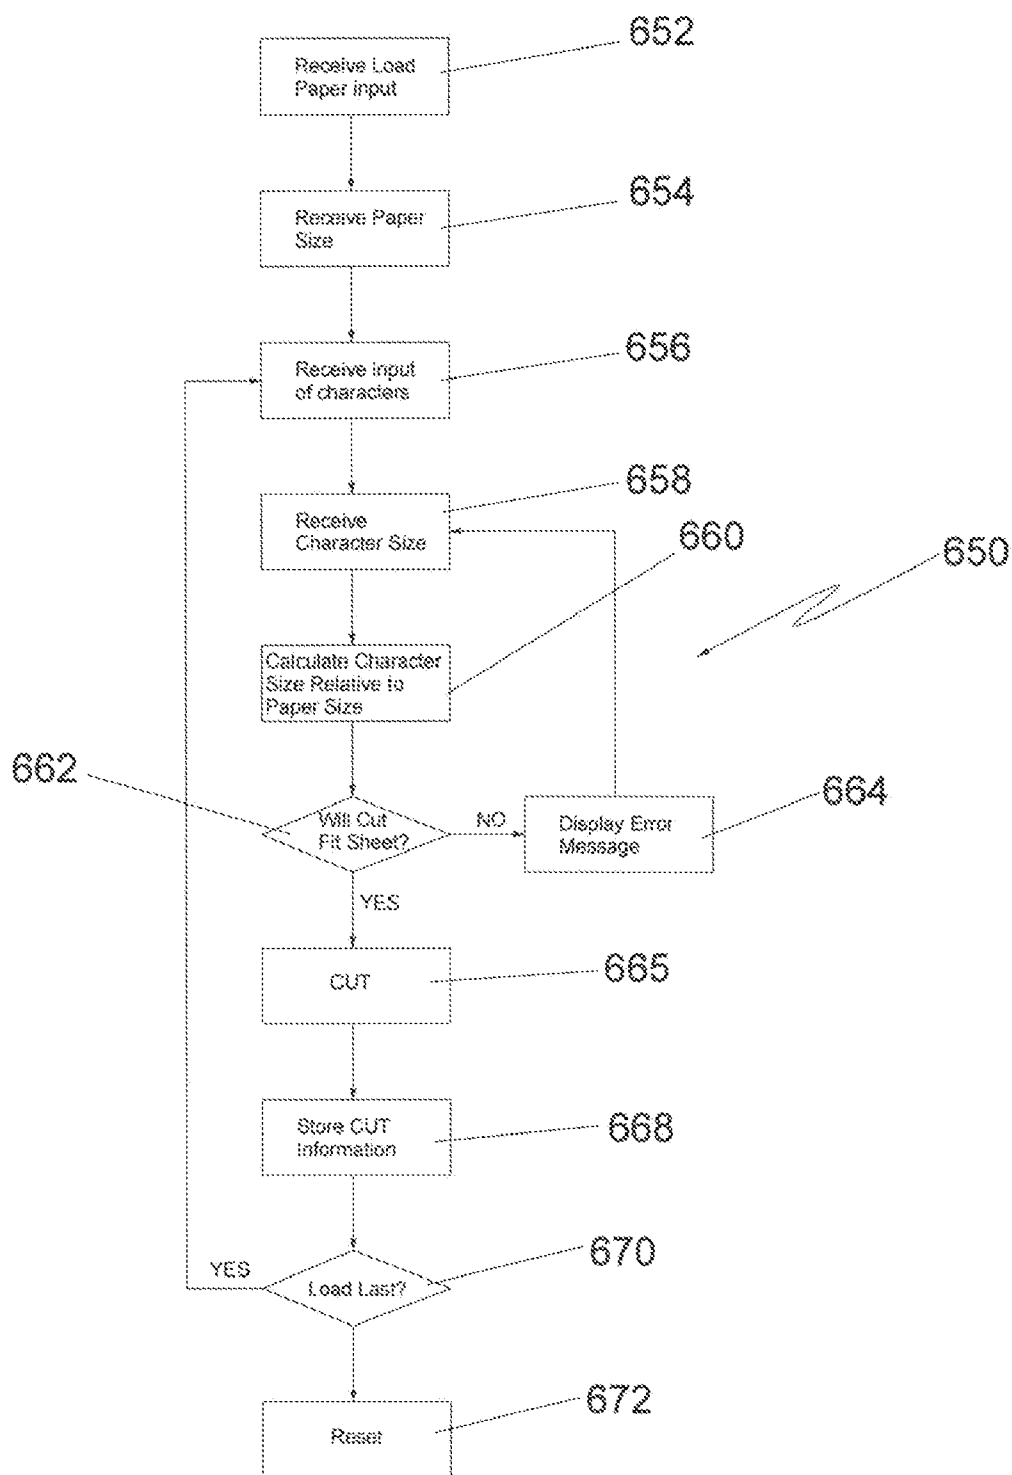 652
Receive Load
Paper input
654
Receive Paper
Size
656
Receive input
of characters
658
Receive
Character Size
660
650
Calculate Character
Size Relative to
Paper Size
662
Will Cut
Fit Sheet?
NO
664
Display Error
Message
YES
665
CUT
668
Store CUT
Information
670
YES
Load Last?
672
Reset